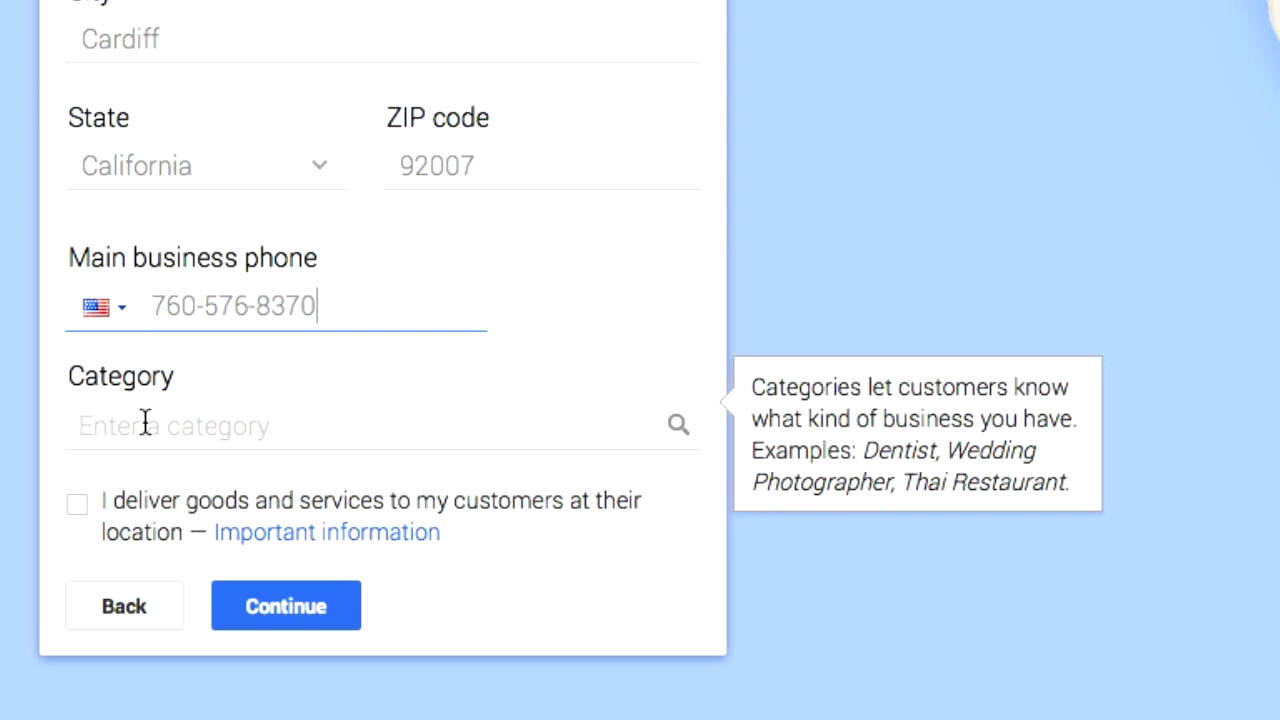 Cardiff
State
ZIP code
California
92007
Main business phone
760-576-8370
Category
Enter a category
Categories let customers know
what kind of business you have.
Examples: Dentist, Wedding
Photographer, Thai Restaurant.
I deliver goods and services to my customers at their
location — Important information
Back
Continue